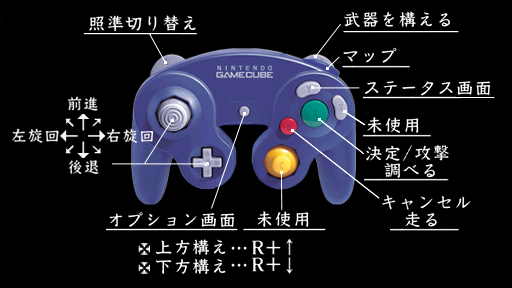 照準切り替え
武器を構える
マップ
NINTENDO
GAMECUBE
ステータス画面
前進
左旋回
右旋回
後退
未使用
決定/攻撃
調べる
キャンセル
走る
オプション画面
未使用
※ 上方構え…R+↑
※ 下方構え…R+↓